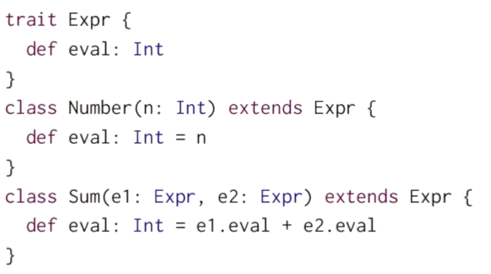 trait Expr {
  def eval: Int
}
class Number(n: Int) extends Expr {
  def eval: Int = n
}
class Sum(e1: Expr, e2: Expr) extends Expr {
  def eval: Int = e1.eval + e2.eval
}